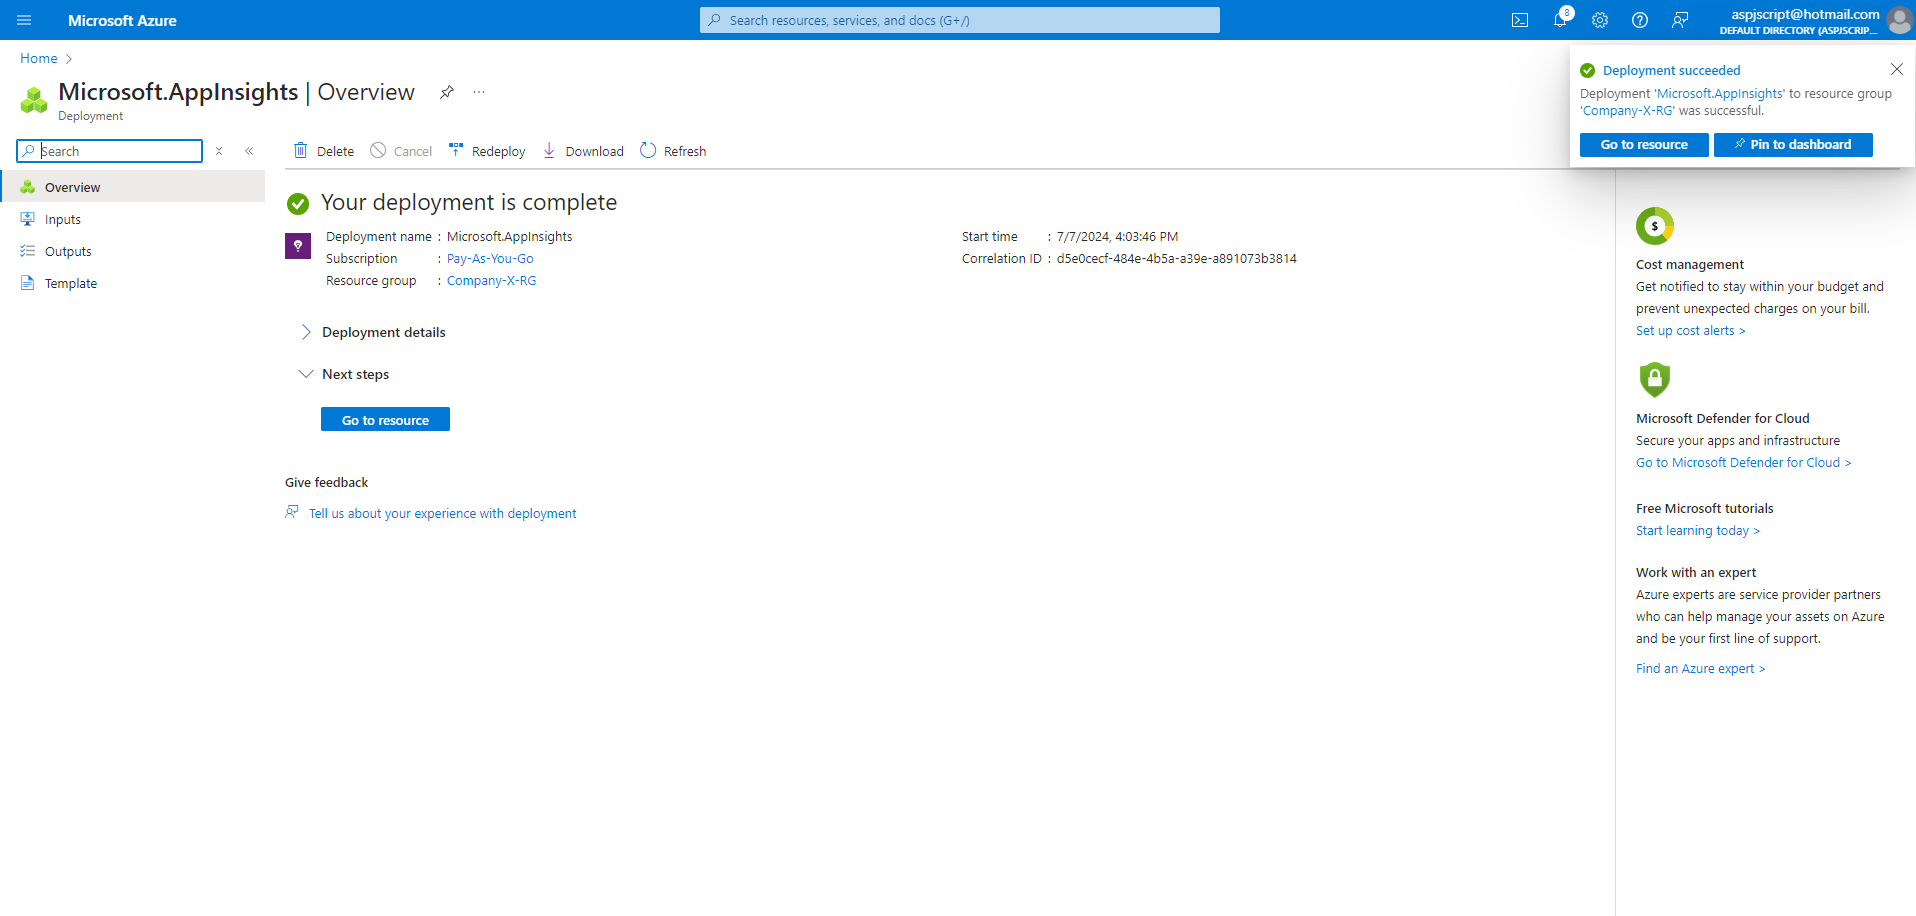 Microsoft Azure
Search resources, services, and docs (G+/)
8
aspjscript@hotmail.com
DEFAULT DIRECTORY (ASPJSCRIP...
Home
Microsoft.AppInsights | Overview
...
Deployment
Deployment succeeded
Deployment 'Microsoft.AppInsights' to resource group
'Company-X-RG' was successful.
Go to resource
Pin to dashboard
Search
Overview
Inputs
Outputs
Template
Delete
Cancel
Redeploy
Download
Refresh
Your deployment is complete
Deployment name : Microsoft.AppInsights
Subscription : Pay-As-You-Go
Resource group : Company-X-RG
Start time : 7/7/2024, 4:03:46 PM
Correlation ID : d5e0cecf-484e-4b5a-a39e-a891073b3814
Deployment details
Next steps
Go to resource
Give feedback
Tell us about your experience with deployment
$
Cost management
Get notified to stay within your budget and
prevent unexpected charges on your bill.
Set up cost alerts >
Microsoft Defender for Cloud
Secure your apps and infrastructure
Go to Microsoft Defender for Cloud >
Free Microsoft tutorials
Start learning today >
Work with an expert
Azure experts are service provider partners
who can help manage your assets on Azure
and be your first line of support.
Find an Azure expert >